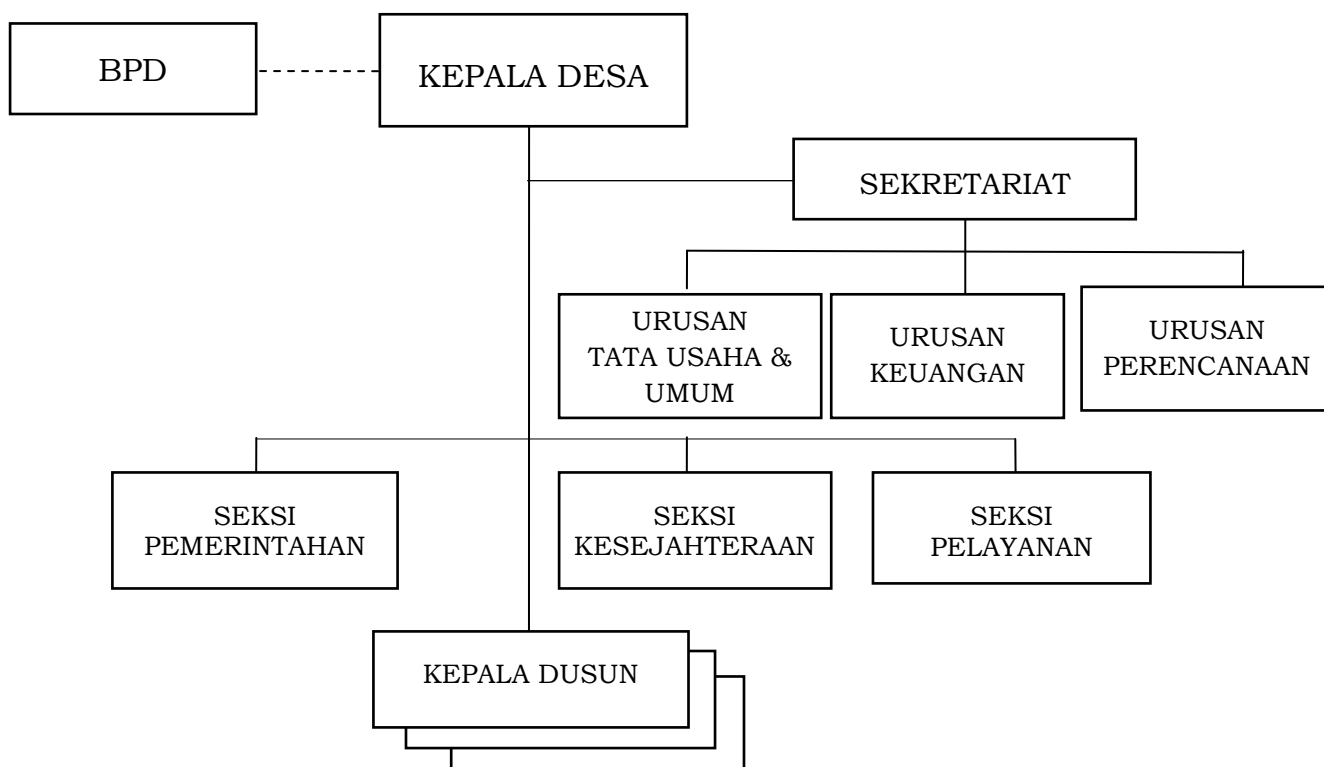 BPD
KEPALA DESA
SEKRETARIAT
URUSAN
TATA USAHA &
UMUM
URUSAN
KEUANGAN
URUSAN
PERENCANAAN
SEKSI
PEMERINTAHAN
SEKSI
KESEJAHTERAAN
SEKSI
PELAYANAN
KEPALA DUSUN